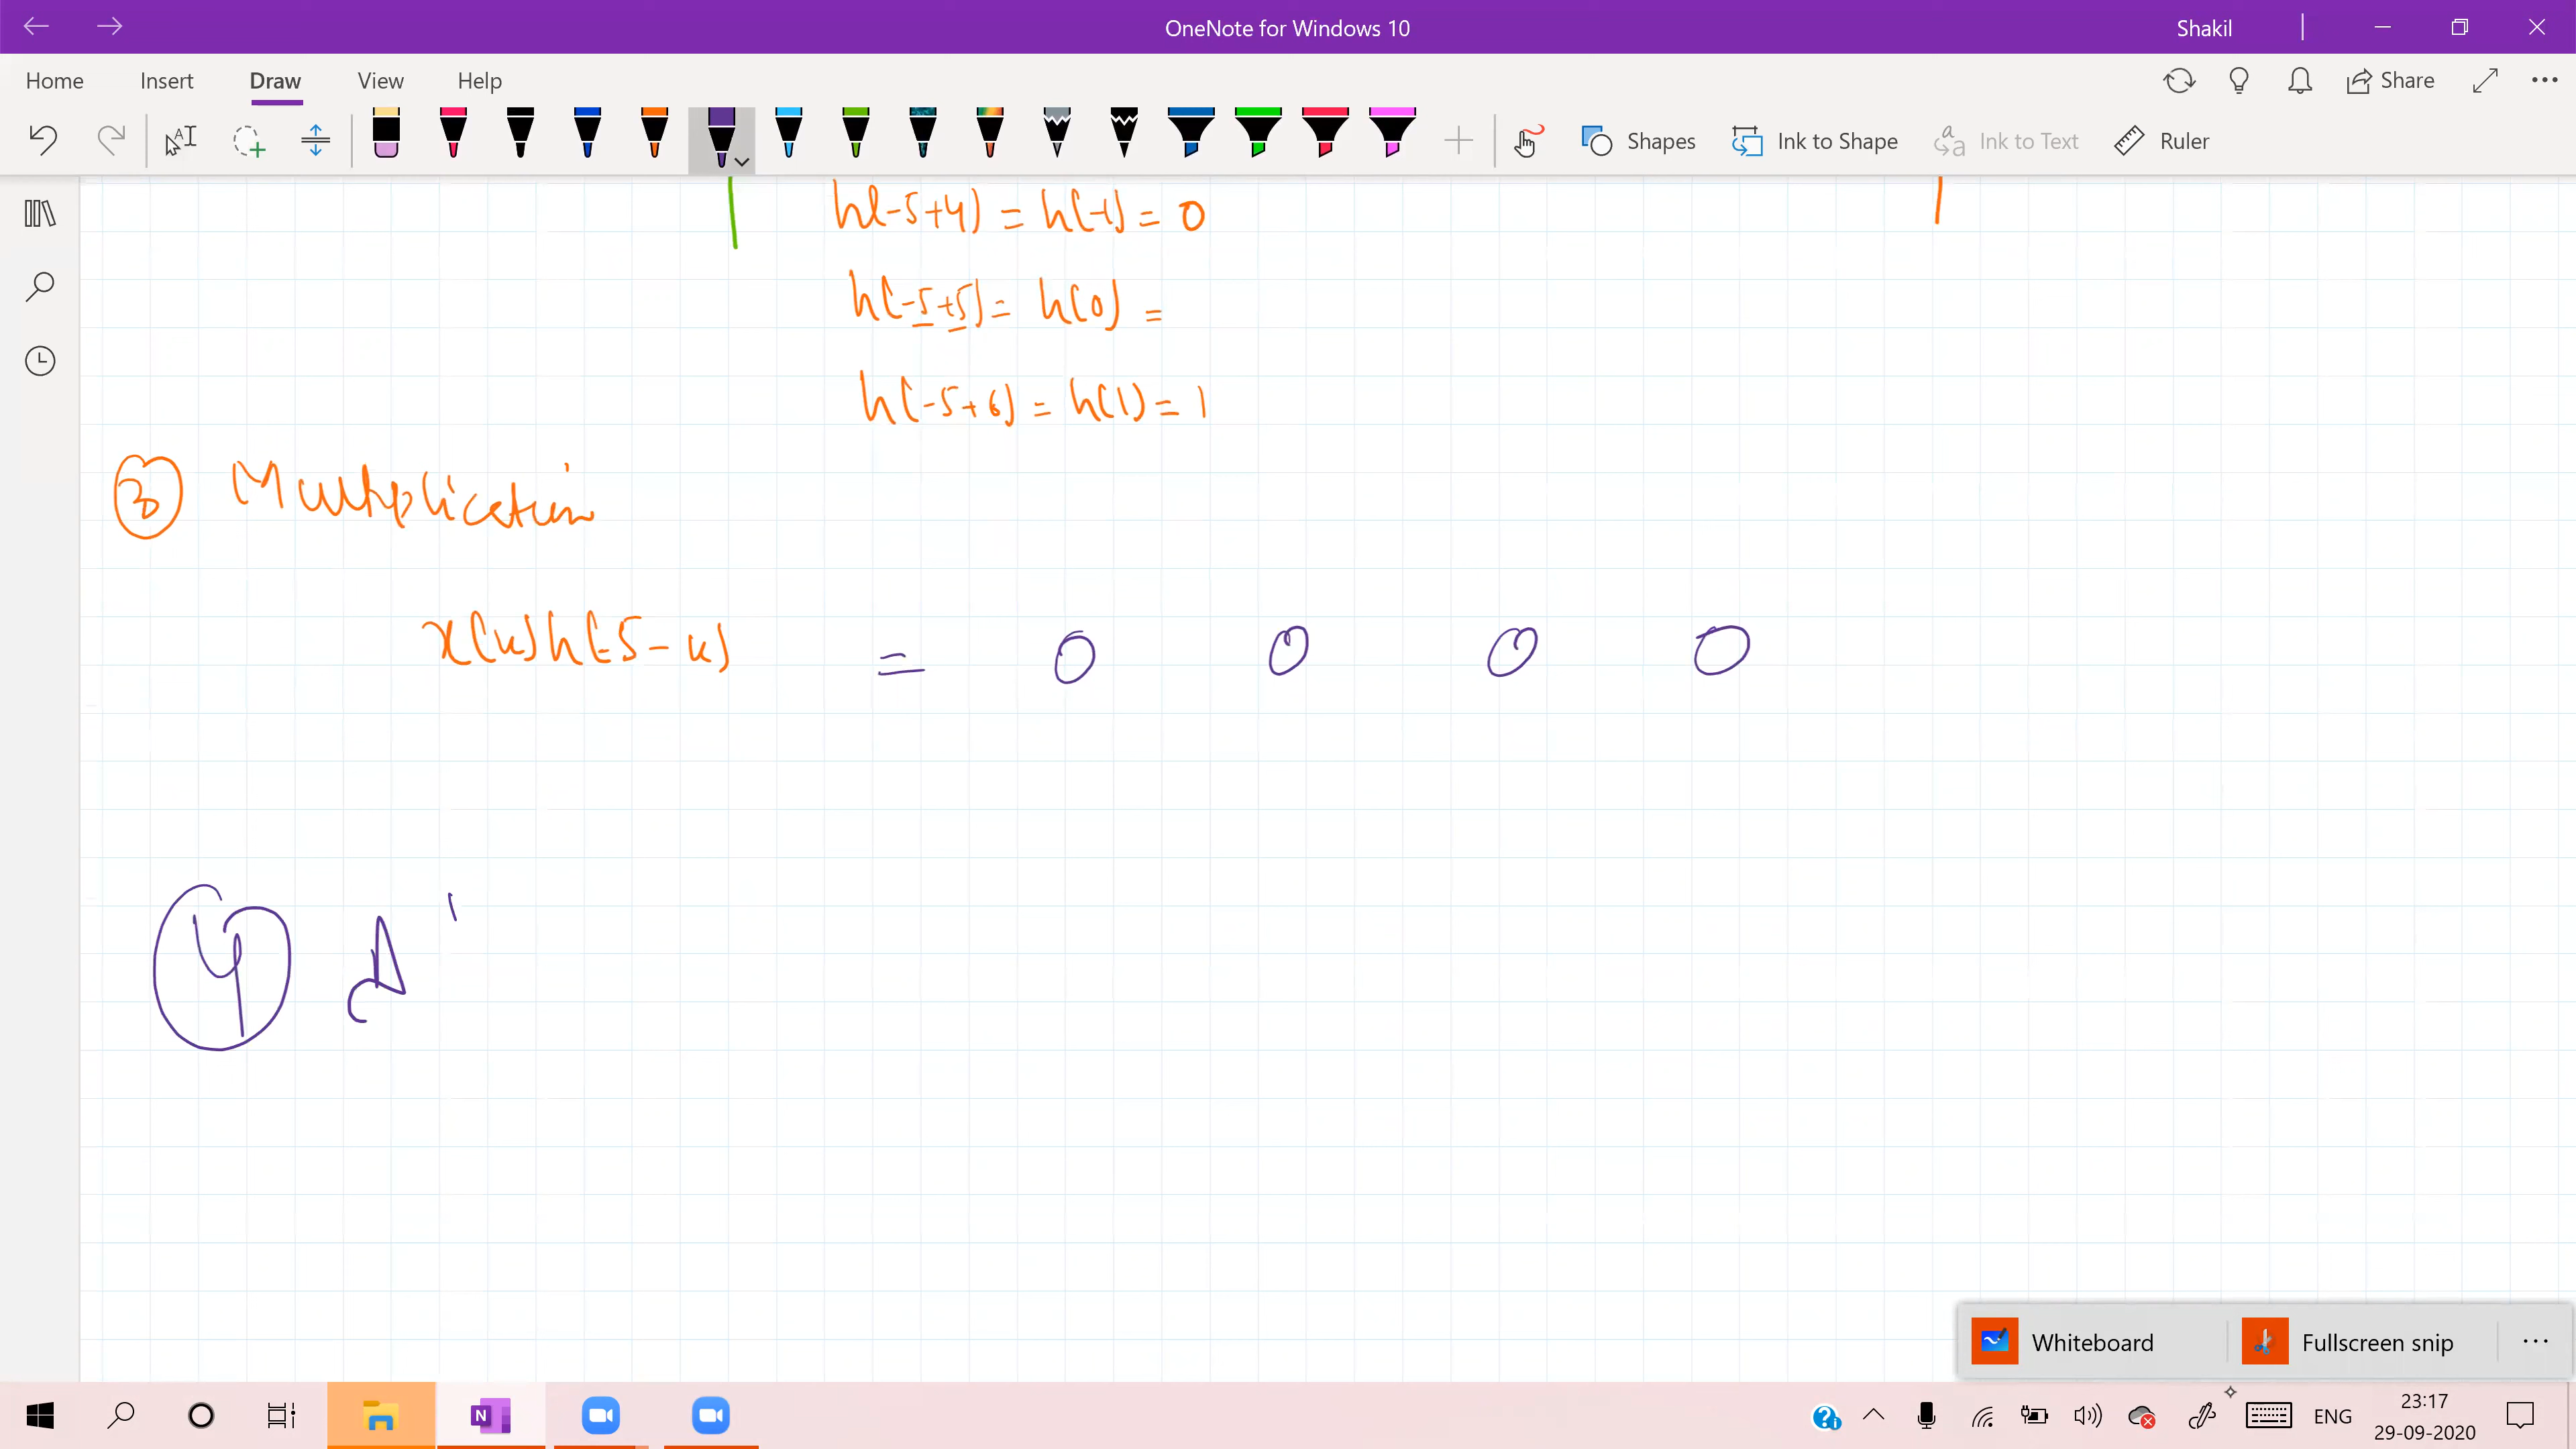 OneNote for Windows 10
Shakil
Home Insert Draw View Help
Share
Shapes Ink to Shape Ink to Text Ruler
h(-5+4) = h(-1) = 0
h(-5+5) = h(0) =
h(-5+6) = h(1) = 1
3 Multiplication
x(k)h(-5-k) = 0 0 0 0
4 A
Whiteboard Fullscreen snip
ENG
23:17
29-09-2020